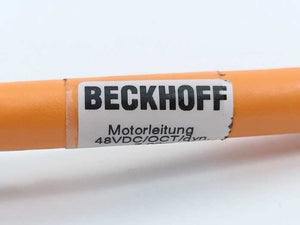 BECKHOFF
Motorleitung
48VDC/OCT/dyn.